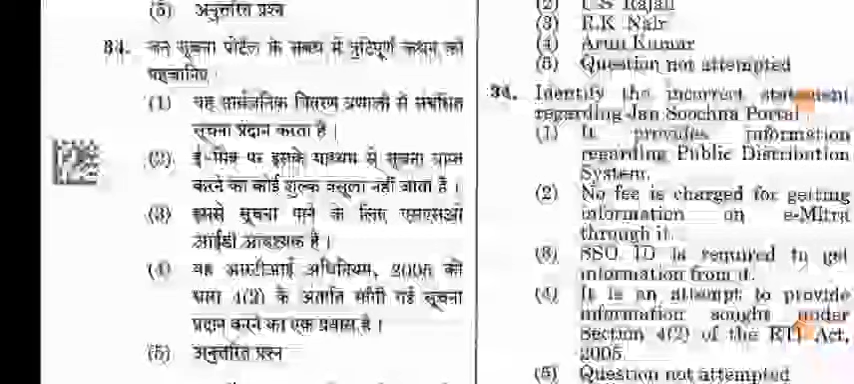 (5) अनुत्तरित प्रश्न
34. जन सूचना पोर्टल के संबंध में त्रुटिपूर्ण कथन को
पहचानिए
(1) यह सार्वजनिक वितरण प्रणाली से संबंधित
सूचना प्रदान करता है ।
(2) ई-मित्र पर इसके माध्यम से सूचना प्राप्त
करने का कोई शुल्क वसूला नहीं जाता है ।
(3) इससे सूचना पाने के लिए एसएसओ
आईडी आवश्यक है ।
(4) यह आरटीआई अधिनियम, 2005 की
धारा 4(2) के अंतर्गत माँगी गई सूचना
प्रदान करने का एक प्रयास है ।
(5) अनुत्तरित प्रश्न
(2)
(3) R.K Nair
(4) Arun Kumar
(5) Question not attempted
34. Identify the incorrect statement
regarding Jan Soochna Portal
(1) It provides information
regarding Public Distribution
System.
(2) No fee is charged for getting
information on e-Mitra
through it.
(3) SSO ID is required to get
information from it.
(4) It is an attempt to provide
information sought under
Section 4(2) of the RTI Act,
2005
(5) Question not attempted